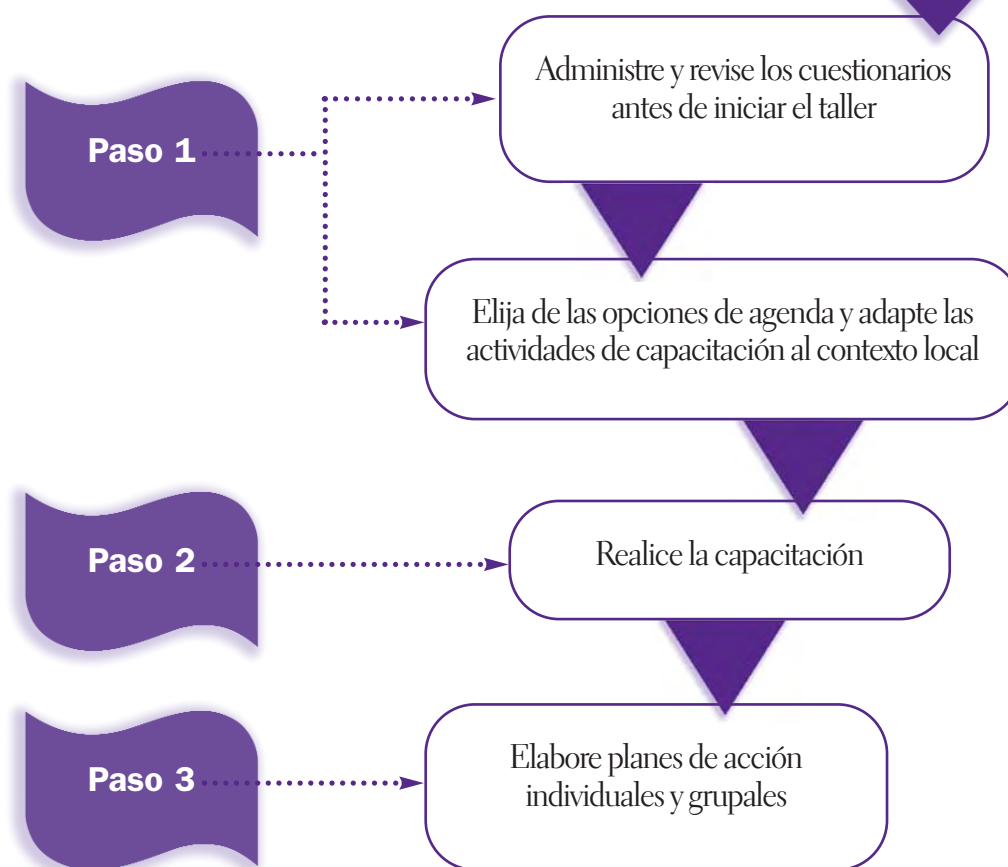 Paso 1
Administre y revise los cuestionarios
antes de iniciar el taller
Elija de las opciones de agenda y adapte las
actividades de capacitación al contexto local
Paso 2
Realice la capacitación
Paso 3
Elabore planes de acción
individuales y grupales